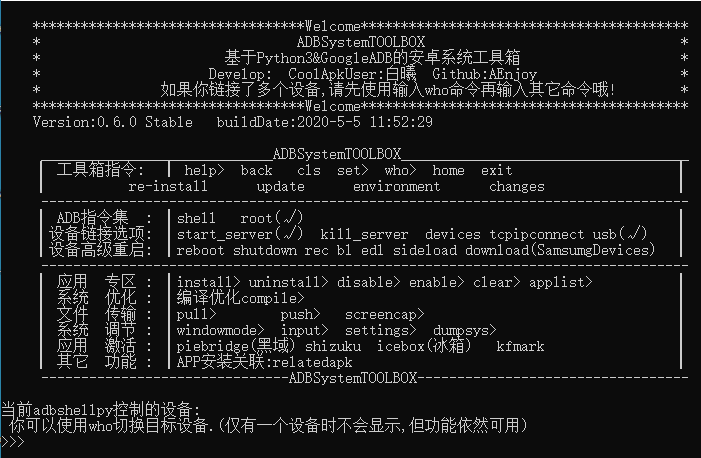 **********************************Welcome*****************************************
* ADBSystemTOOLBOX *
* 基于Python3&GoogleADB的安卓系统工具箱 *
* Develop: CoolApkUser:白曦 Github:AEnjoy *
* 如果你链接了多个设备,请先使用输入who命令再输入其它命令哦! *
**********************************Welcome*****************************************
Version:0.6.0 Stable buildDate:2020-5-5 11:52:29
_____________________________ADBSystemTOOLBOX____________________________________
┃ 工具箱指令: ┃ help> back cls set> who> home exit ┃
┃ re-install update environment changes ┃
---------------------------------------------------------------------------------
┃ ADB指令集 : ┃shell root(√) ┃
┃设备链接选项:┃start_server(√) kill_server devices tcpipconnect usb(√) ┃
┃设备高级重启:┃reboot shutdown rec bl edl sideload download(SamsumgDevices) ┃
---------------------------------------------------------------------------------
┃ 应用 专区 : ┃install> uninstall> disable> enable> clear> applist> ┃
┃ 系统 优化 : ┃编译优化compile> ┃
┃ 文件 传输 : ┃pull> push> screencap> ┃
┃ 系统 调节 : ┃windowmode> input> settings> dumpsys> ┃
┃ 应用 激活 : ┃piebridge(黑域) shizuku icebox(冰箱) kfmark ┃
┃ 其它 功能 : ┃APP安装关联:relatedapk ┃
-------------------------------ADBSystemTOOLBOX----------------------------------
当前adbshellpy控制的设备:
你可以使用who切换目标设备.(仅有一个设备时不会显示,但功能依然可用)
>>>